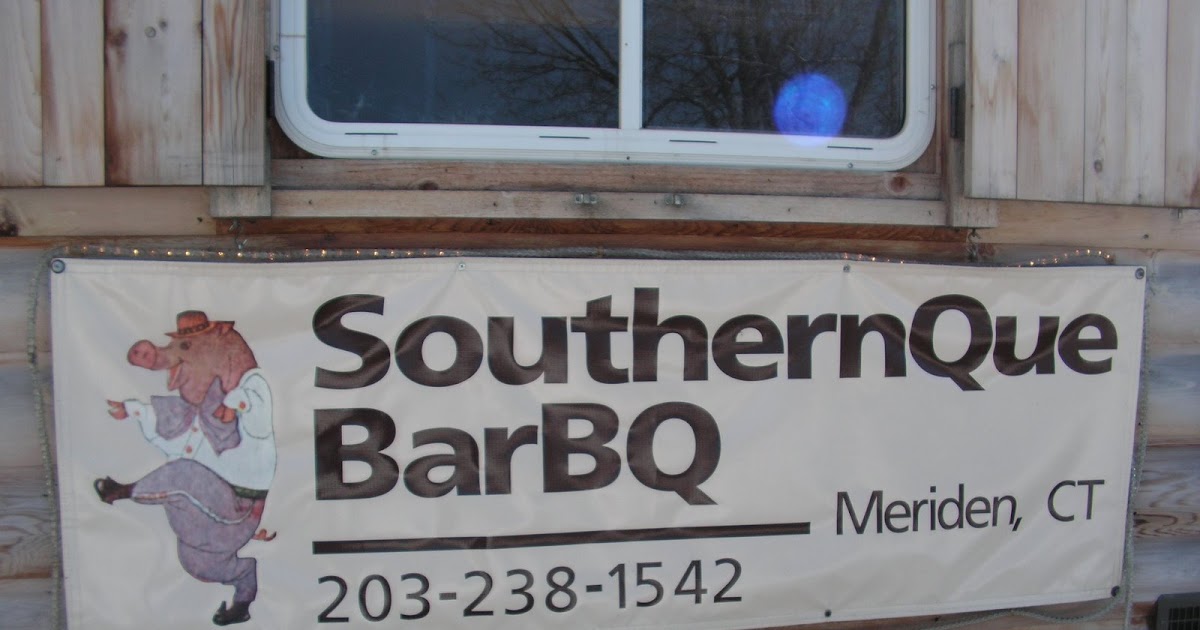 SouthernQue
BarBQ
Meriden, CT
203-238-1542